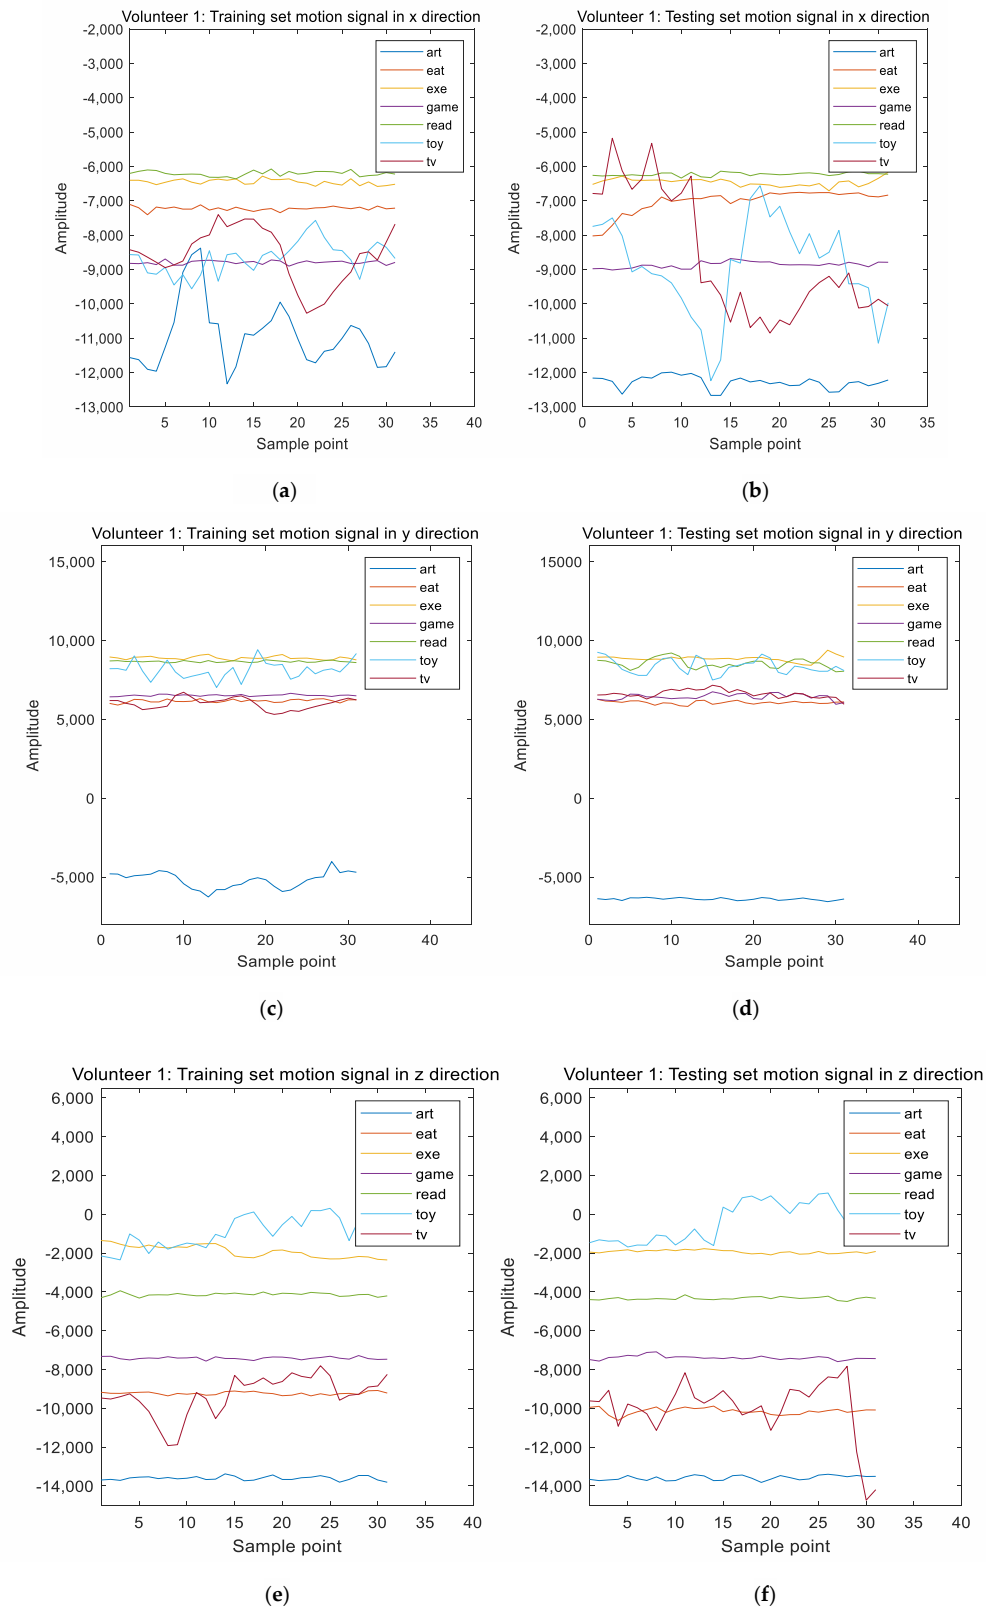 Volunteer 1: Training set motion signal in x direction
-2,000
-3,000
-4,000
-5,000
-6,000
-7,000
-8,000
-9,000
-10,000
-11,000
-12,000
-13,000
Amplitude
art
eat
exe
game
read
toy
tv
5 10 15 20 25 30 35 40
Sample point
(a)
Volunteer 1: Testing set motion signal in x direction
-2,000
-3,000
-4,000
-5,000
-6,000
-7,000
-8,000
-9,000
-10,000
-11,000
-12,000
-13,000
Amplitude
art
eat
exe
game
read
toy
tv
0 5 10 15 20 25 30 35
Sample point
(b)
Volunteer 1: Training set motion signal in y direction
15,000
10,000
5,000
0
-5,000
Amplitude
art
eat
exe
game
read
toy
tv
0 10 20 30 40
Sample point
(c)
Volunteer 1: Testing set motion signal in y direction
15,000
10,000
5,000
0
-5,000
Amplitude
art
eat
exe
game
read
toy
tv
0 10 20 30 40
Sample point
(d)
Volunteer 1: Training set motion signal in z direction
6,000
4,000
2,000
0
-2,000
-4,000
-6,000
-8,000
-10,000
-12,000
-14,000
Amplitude
art
eat
exe
game
read
toy
tv
5 10 15 20 25 30 35 40
Sample point
(e)
Volunteer 1: Testing set motion signal in z direction
6,000
4,000
2,000
0
-2,000
-4,000
-6,000
-8,000
-10,000
-12,000
-14,000
Amplitude
art
eat
exe
game
read
toy
tv
5 10 15 20 25 30 35 40
Sample point
(f)